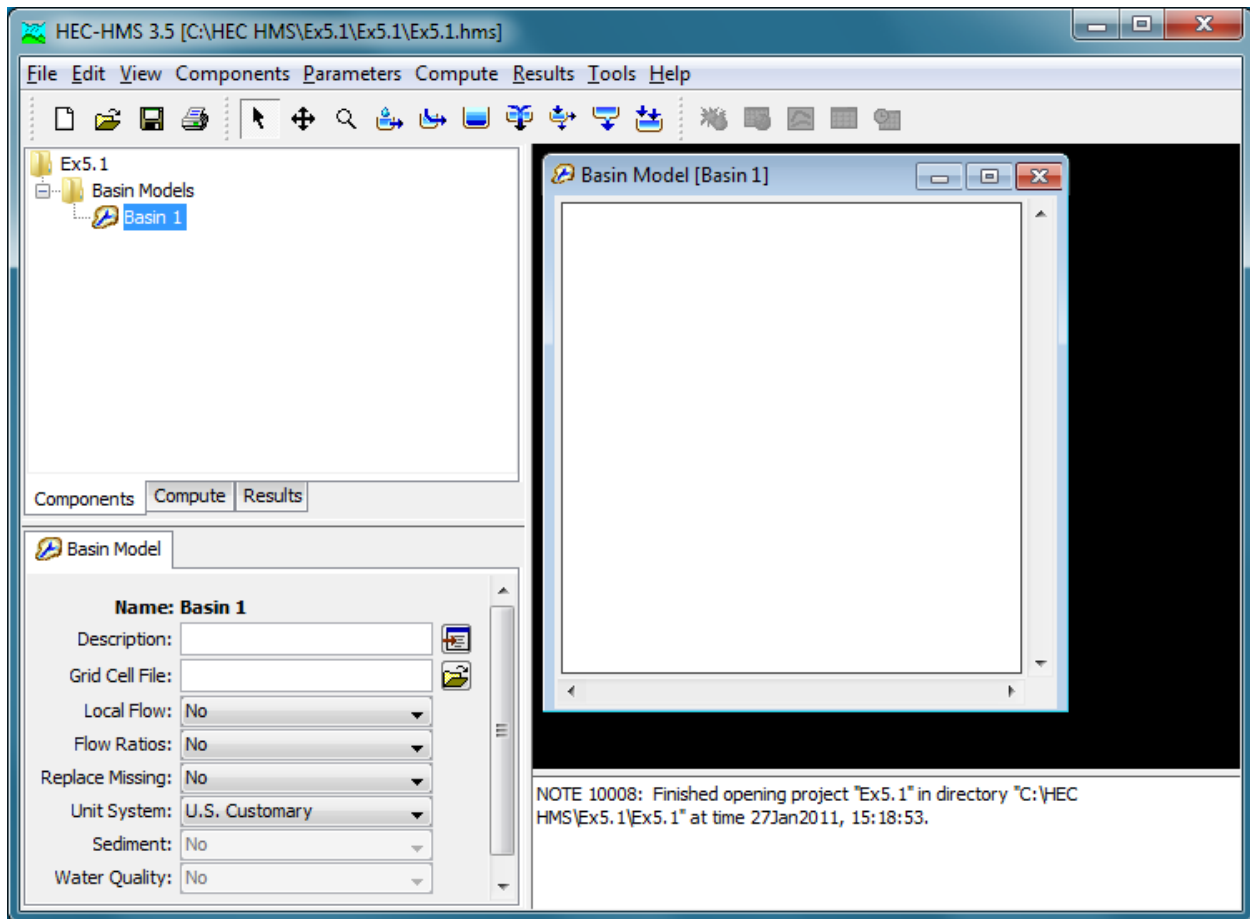 HEC-HMS 3.5 [C:\HEC HMS\Ex5.1\Ex5.1\Ex5.1.hms]
File Edit View Components Parameters Compute Results Tools Help
Ex5.1
Basin Models
Basin 1
Components Compute Results
Basin Model
Name: Basin 1
Description:
Grid Cell File:
Local Flow: No
Flow Ratios: No
Replace Missing: No
Unit System: U.S. Customary
Sediment: No
Water Quality: No
Basin Model [Basin 1]
NOTE 10008: Finished opening project "Ex5.1" in directory "C:\HEC
HMS\Ex5.1\Ex5.1" at time 27Jan2011, 15:18:53.